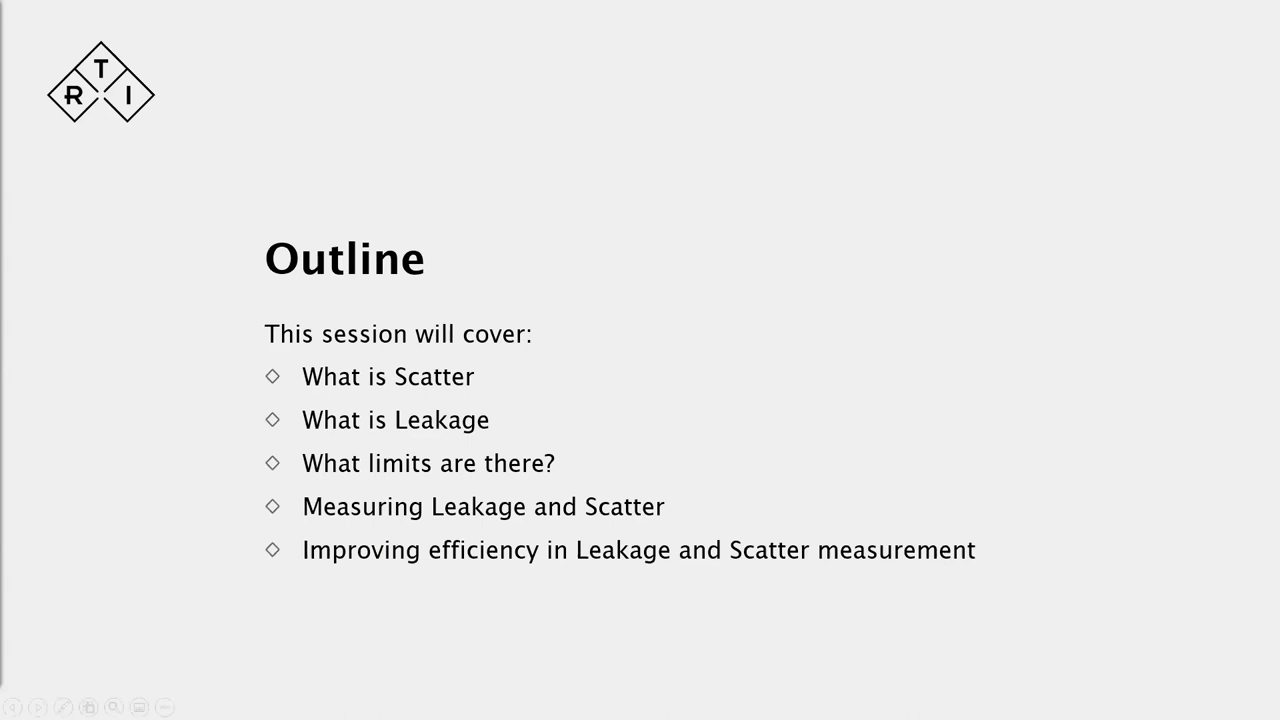 T
R I
Outline
This session will cover:
What is Scatter
What is Leakage
What limits are there?
Measuring Leakage and Scatter
Improving efficiency in Leakage and Scatter measurement